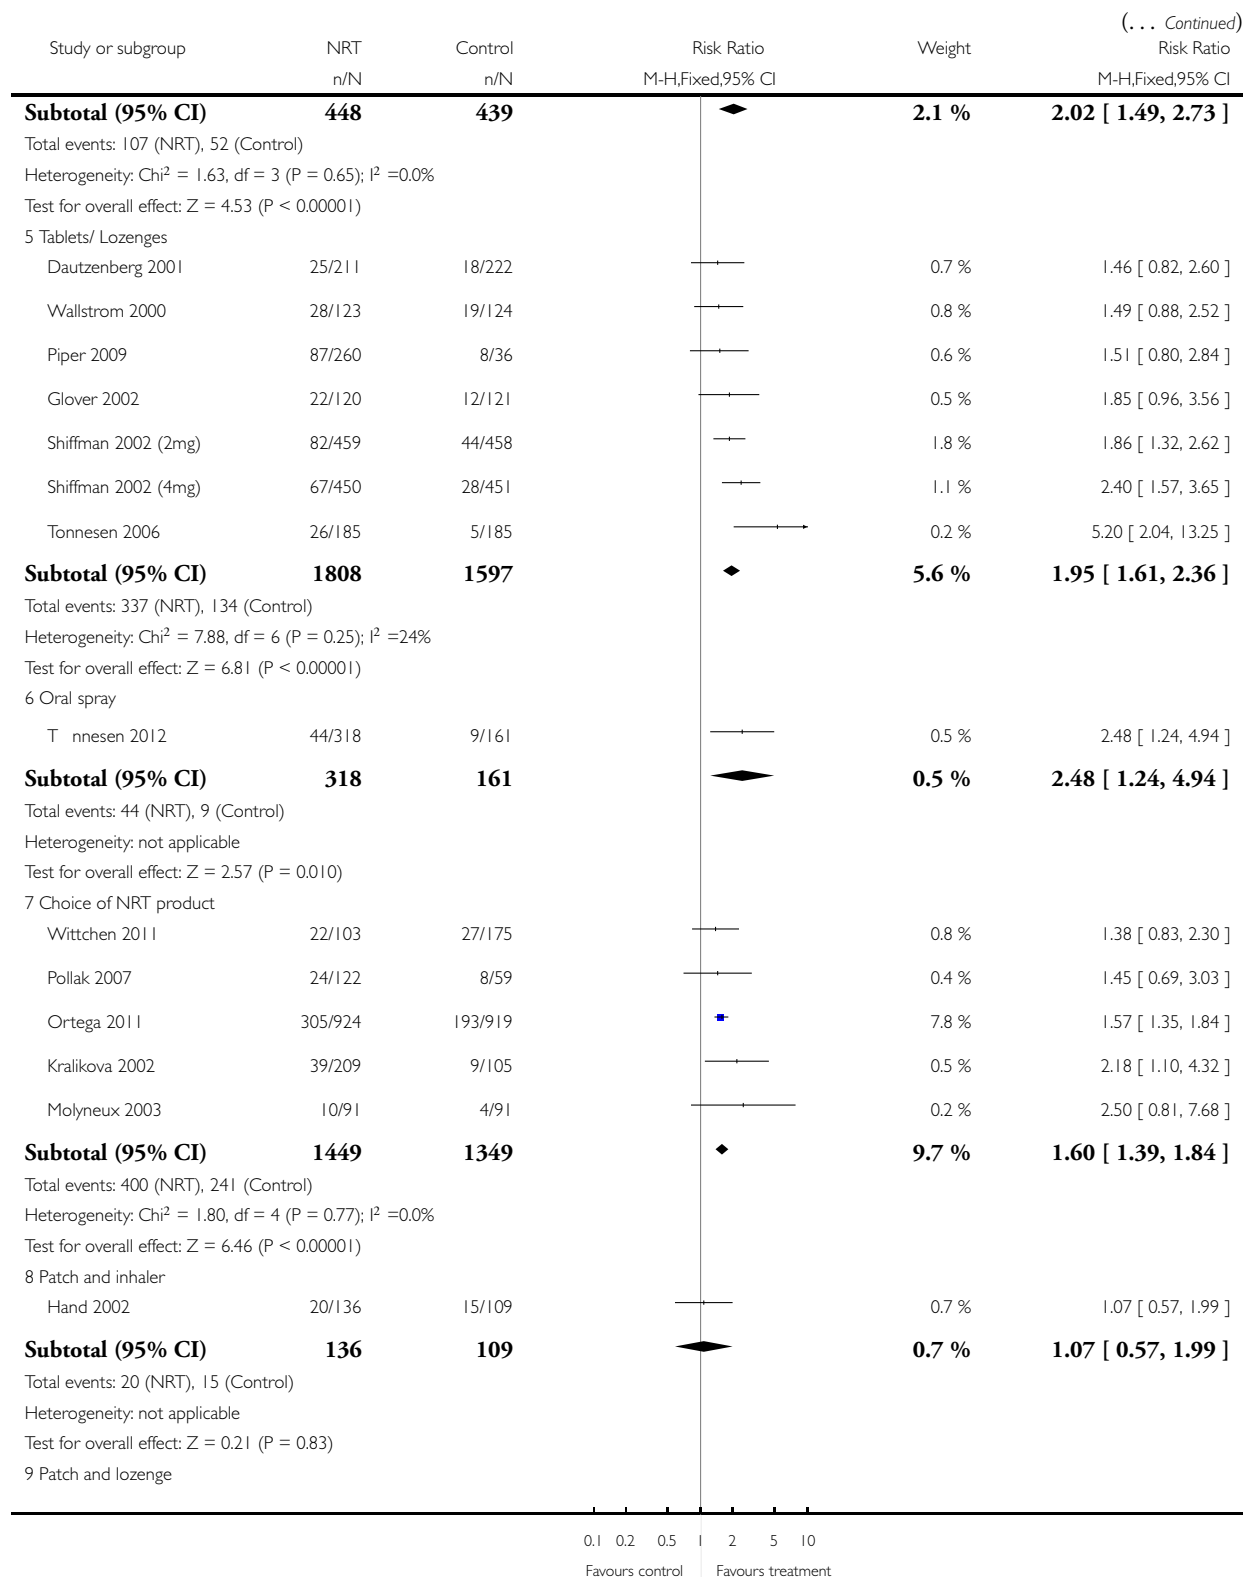 (... Continued)
Study or subgroup NRT Control Risk Ratio Weight Risk Ratio
n/N n/N M-H,Fixed,95% CI M-H,Fixed,95% CI
Subtotal (95% CI) 448 439 2.1 % 2.02 [ 1.49, 2.73 ]
Total events: 107 (NRT), 52 (Control)
Heterogeneity: Chi² = 1.63, df = 3 (P = 0.65); I² =0.0%
Test for overall effect: Z = 4.53 (P < 0.00001)
5 Tablets/ Lozenges
Dautzenberg 2001 25/211 18/222 0.7 % 1.46 [ 0.82, 2.60 ]
Wallstrom 2000 28/123 19/124 0.8 % 1.49 [ 0.88, 2.52 ]
Piper 2009 87/260 8/36 0.6 % 1.51 [ 0.80, 2.84 ]
Glover 2002 22/120 12/121 0.5 % 1.85 [ 0.96, 3.56 ]
Shiffman 2002 (2mg) 82/459 44/458 1.8 % 1.86 [ 1.32, 2.62 ]
Shiffman 2002 (4mg) 67/450 28/451 1.1 % 2.40 [ 1.57, 3.65 ]
Tonnesen 2006 26/185 5/185 0.2 % 5.20 [ 2.04, 13.25 ]
Subtotal (95% CI) 1808 1597 5.6 % 1.95 [ 1.61, 2.36 ]
Total events: 337 (NRT), 134 (Control)
Heterogeneity: Chi² = 7.88, df = 6 (P = 0.25); I² =24%
Test for overall effect: Z = 6.81 (P < 0.00001)
6 Oral spray
T nnesen 2012 44/318 9/161 0.5 % 2.48 [ 1.24, 4.94 ]
Subtotal (95% CI) 318 161 0.5 % 2.48 [ 1.24, 4.94 ]
Total events: 44 (NRT), 9 (Control)
Heterogeneity: not applicable
Test for overall effect: Z = 2.57 (P = 0.010)
7 Choice of NRT product
Wittchen 2011 22/103 27/175 0.8 % 1.38 [ 0.83, 2.30 ]
Pollak 2007 24/122 8/59 0.4 % 1.45 [ 0.69, 3.03 ]
Ortega 2011 305/924 193/919 7.8 % 1.57 [ 1.35, 1.84 ]
Kralikova 2002 39/209 9/105 0.5 % 2.18 [ 1.10, 4.32 ]
Molyneux 2003 10/91 4/91 0.2 % 2.50 [ 0.81, 7.68 ]
Subtotal (95% CI) 1449 1349 9.7 % 1.60 [ 1.39, 1.84 ]
Total events: 400 (NRT), 241 (Control)
Heterogeneity: Chi² = 1.80, df = 4 (P = 0.77); I² =0.0%
Test for overall effect: Z = 6.46 (P < 0.00001)
8 Patch and inhaler
Hand 2002 20/136 15/109 0.7 % 1.07 [ 0.57, 1.99 ]
Subtotal (95% CI) 136 109 0.7 % 1.07 [ 0.57, 1.99 ]
Total events: 20 (NRT), 15 (Control)
Heterogeneity: not applicable
Test for overall effect: Z = 0.21 (P = 0.83)
9 Patch and lozenge
0.1 0.2 0.5 1 2 5 10
Favours control Favours treatment